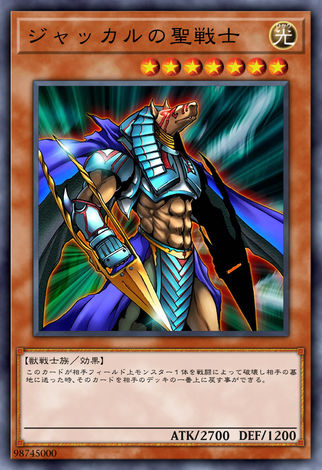 ジャッカルの聖戦士
光
【獣戦士族／効果】
このカードが相手フィールド上モンスター１体を戦闘によって破壊し相手の墓
地に送った時、そのカードを相手のデッキの一番上に戻す事ができる。
ATK/2700 DEF/1200
98745000